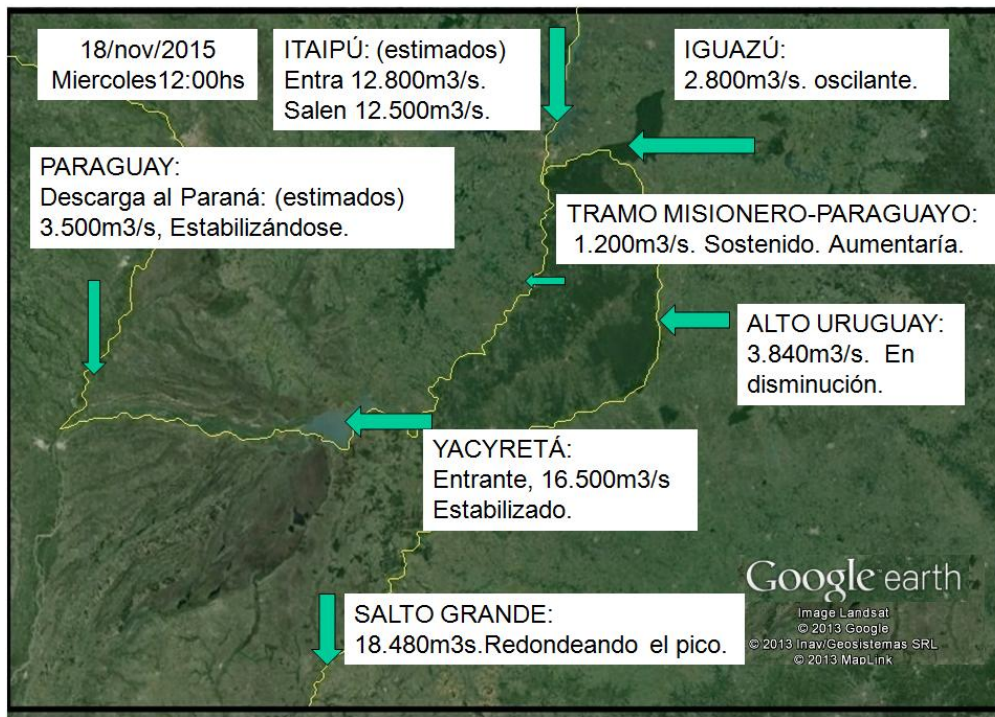 18/nov/2015
Miercoles12:00hs
ITAIPÚ: (estimados)
Entra 12.800m3/s.
Salen 12.500m3/s.
IGUAZÚ:
2.800m3/s. oscilante.
PARAGUAY:
Descarga al Paraná: (estimados)
3.500m3/s, Estabilizándose.
TRAMO MISIONERO-PARAGUAYO:
1.200m3/s. Sostenido. Aumentaría.
ALTO URUGUAY:
3.840m3/s. En
disminución.
YACYRETÁ:
Entrante, 16.500m3/s
Estabilizado.
SALTO GRANDE:
18.480m3s.Redondeando el pico.
Google earth
Image Landsat
© 2013 Google
© 2013 Inav/Geosistemas SRL
© 2013 MapLink